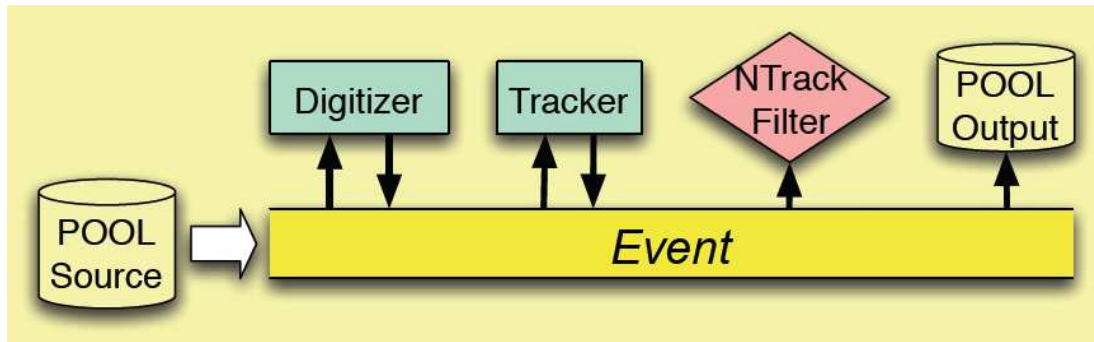 Digitizer
Tracker
NTrack
Filter
POOL
Output
POOL
Source
Event